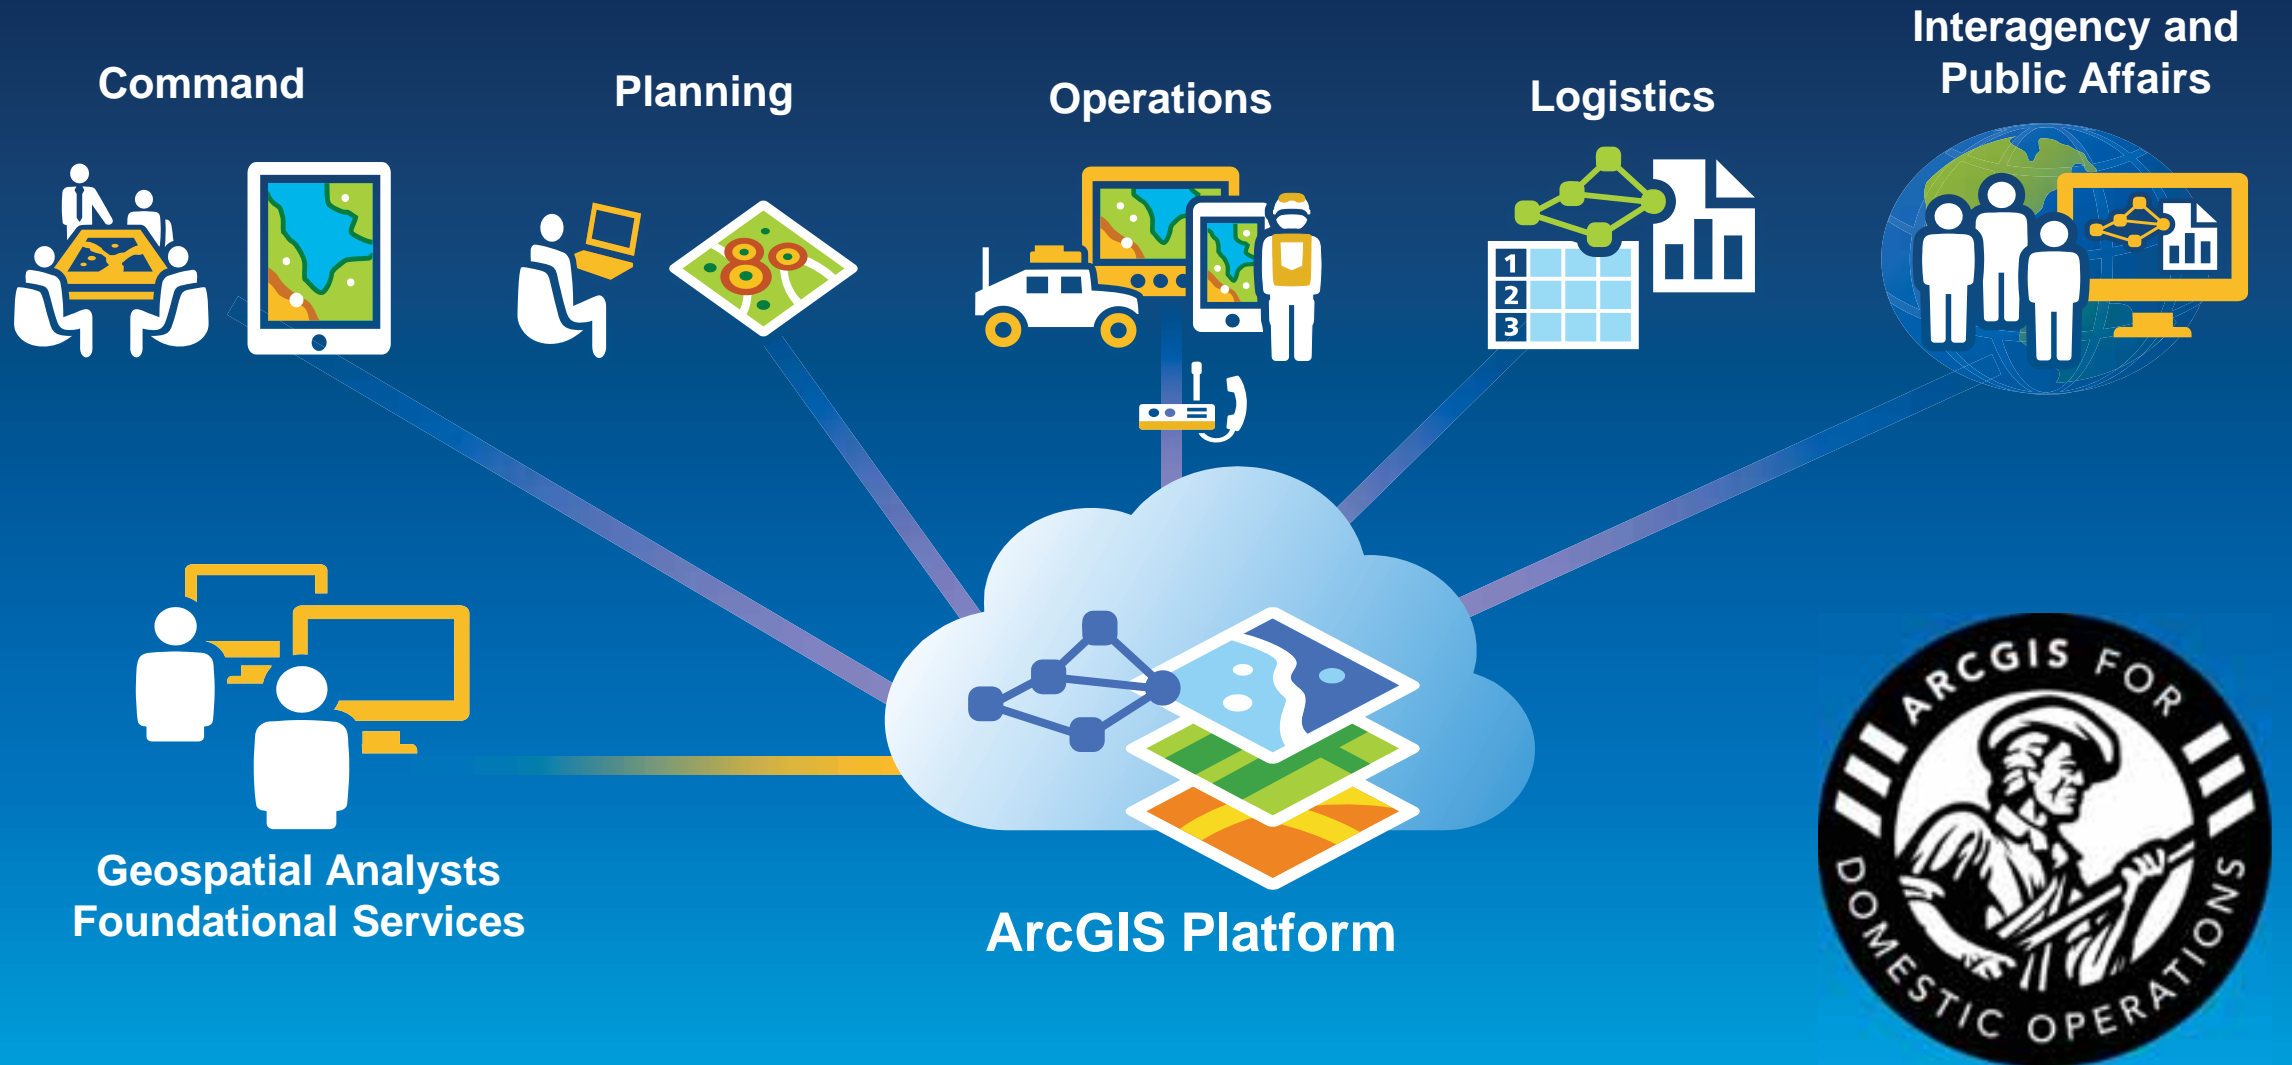 Interagency and
Public Affairs
Command
Planning
Operations
Logistics
1
2
3
Geospatial Analysts
Foundational Services
ArcGIS Platform
ARCGIS FOR
DOMESTIC OPERATIONS